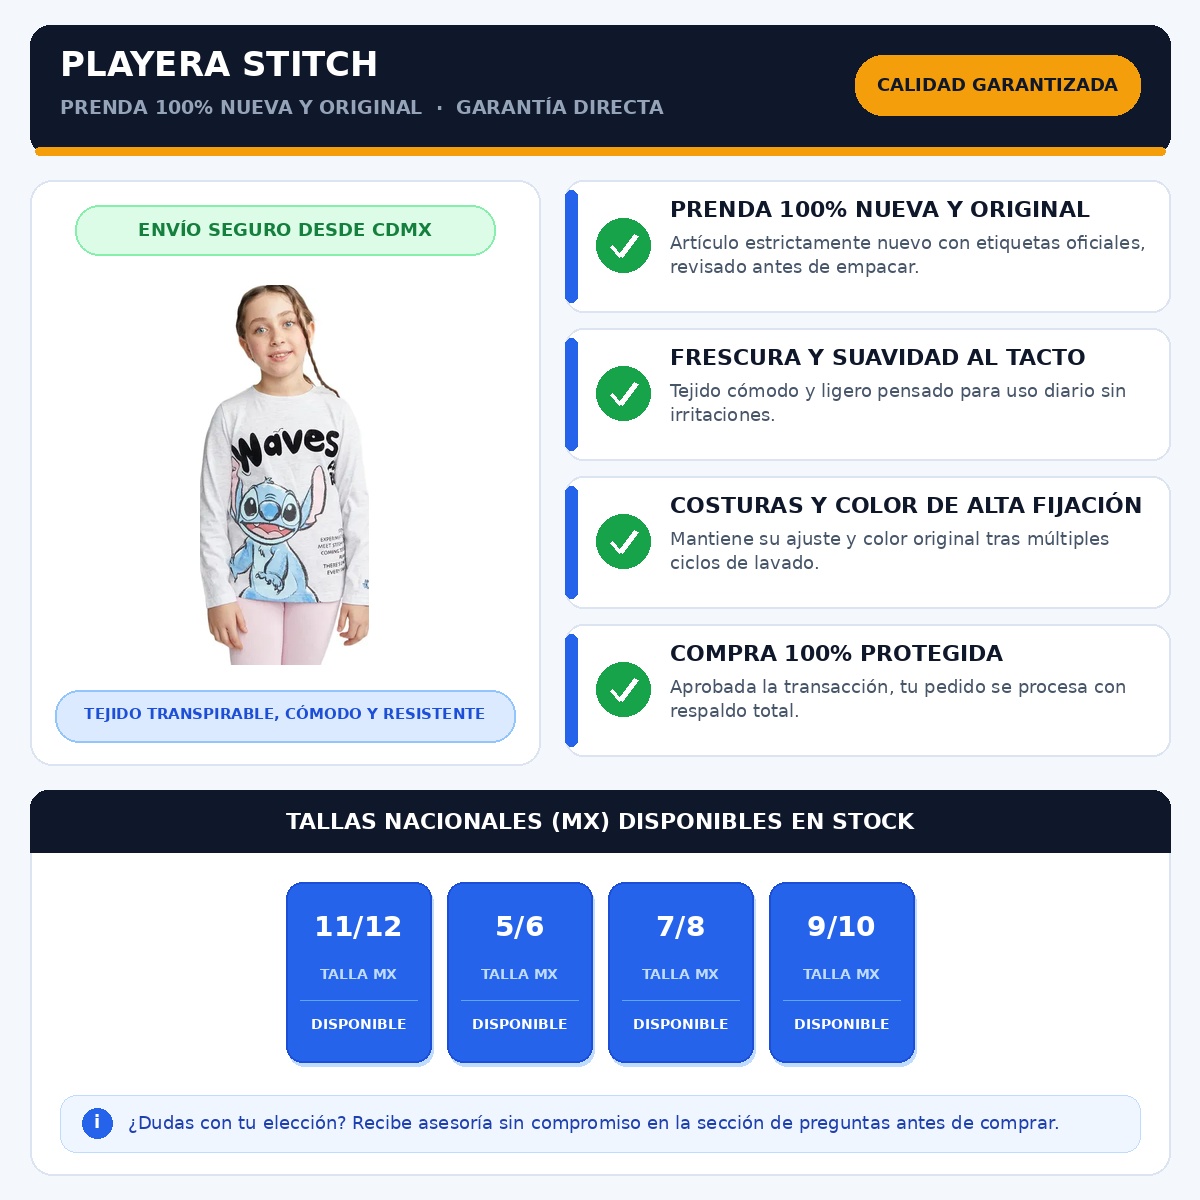 PLAYERA STITCH
PRENDA 100% NUEVA Y ORIGINAL · GARANTÍA DIRECTA
CALIDAD GARANTIZADA
ENVÍO SEGURO DESDE CDMX
Waves
TEJIDO TRANSPIRABLE, CÓMODO Y RESISTENTE
PRENDA 100% NUEVA Y ORIGINAL
Artículo estrictamente nuevo con etiquetas oficiales,
revisado antes de empacar.
FRESCURA Y SUAVIDAD AL TACTO
Tejido cómodo y ligero pensado para uso diario sin
irritaciones.
COSTURAS Y COLOR DE ALTA FIJACIÓN
Mantiene su ajuste y color original tras múltiples
ciclos de lavado.
COMPRA 100% PROTEGIDA
Aprobada la transacción, tu pedido se procesa con
respaldo total.
TALLAS NACIONALES (MX) DISPONIBLES EN STOCK
11/12
TALLA MX
DISPONIBLE
5/6
TALLA MX
DISPONIBLE
7/8
TALLA MX
DISPONIBLE
9/10
TALLA MX
DISPONIBLE
i
¿Dudas con tu elección? Recibe asesoría sin compromiso en la sección de preguntas antes de comprar.